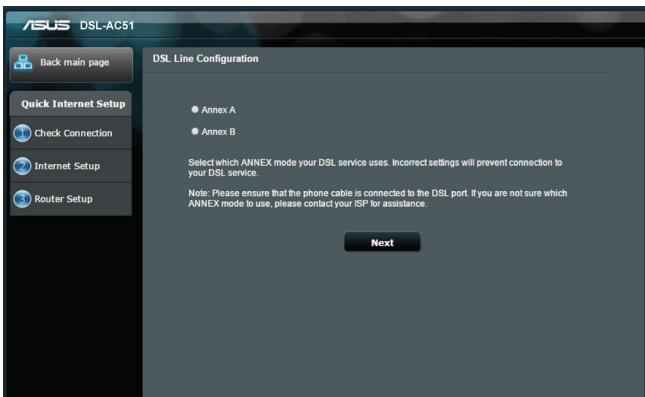 ASUS DSL-AC51
Back main page
Quick Internet Setup
1 Check Connection
2 Internet Setup
3 Router Setup
DSL Line Configuration
Annex A
Annex B
Select which ANNEX mode your DSL service uses. Incorrect settings will prevent connection to
your DSL service.
Note: Please ensure that the phone cable is connected to the DSL port. If you are not sure which
ANNEX mode to use, please contact your ISP for assistance.
Next